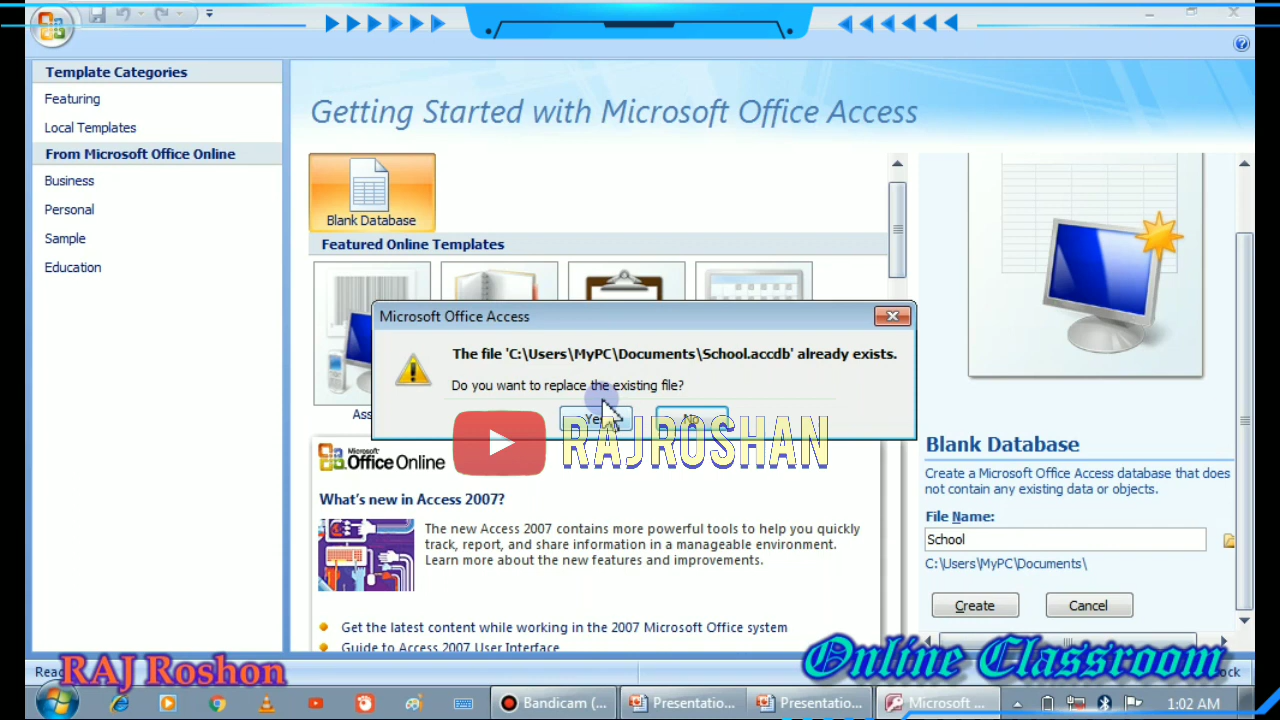 Template Categories
Featuring
Local Templates
From Microsoft Office Online
Business
Personal
Sample
Education
Getting Started with Microsoft Office Access
Blank Database
Featured Online Templates
Microsoft Office Access
The file 'C:\Users\MyPC\Documents\School.accdb' already exists.
Do you want to replace the existing file?
No
RAJROSHAN
Microsoft
Office Online
What's new in Access 2007?
The new Access 2007 contains more powerful tools to help you quickly
track, report, and share information in a manageable environment.
Learn more about the new features and improvements.
Get the latest content while working in the 2007 Microsoft Office system
Guide to Access 2007 User Interface
Blank Database
Create a Microsoft Office Access database that does
not contain any existing data or objects.
File Name:
School
C:\Users\MyPC\Documents\
Create
Cancel
RAJ Roshon
Online Classroom
Bandicam (...
Presentatio...
Presentatio...
Microsoft ...
1:02 AM